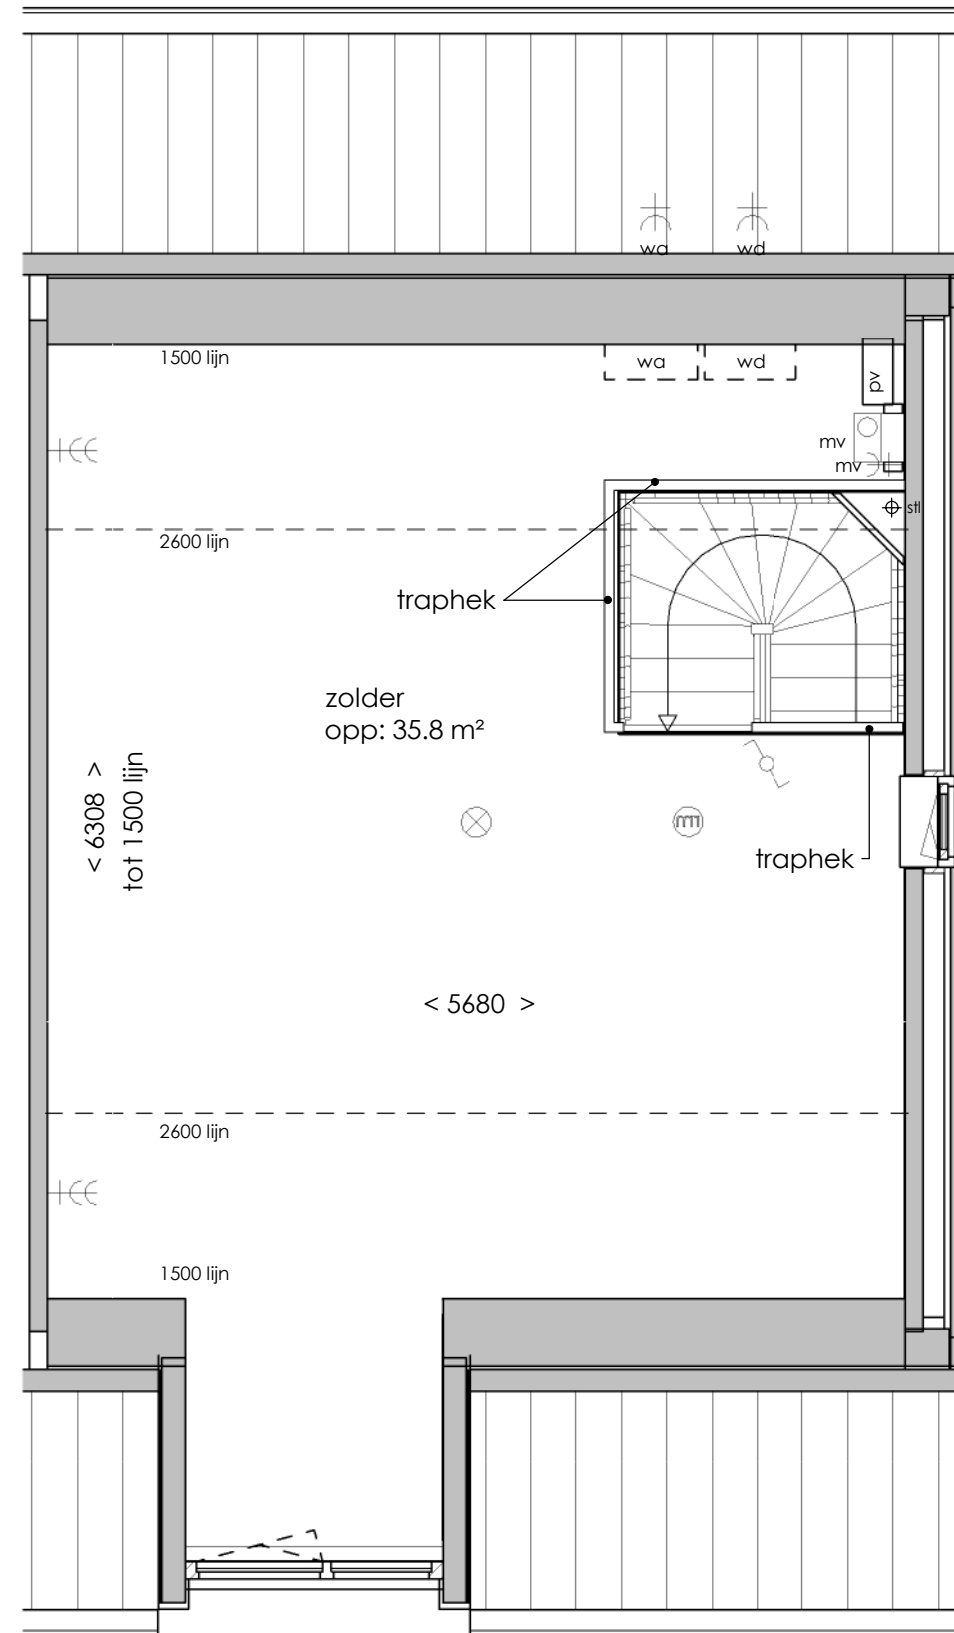 wa
wd
1500 lijn
wa
wd
pv
mv
mv
stl
2600 lijn
traphek
zolder
opp: 35.8 m²
< 6308 >
tot 1500 lijn
m
traphek
< 5680 >
2600 lijn
1500 lijn